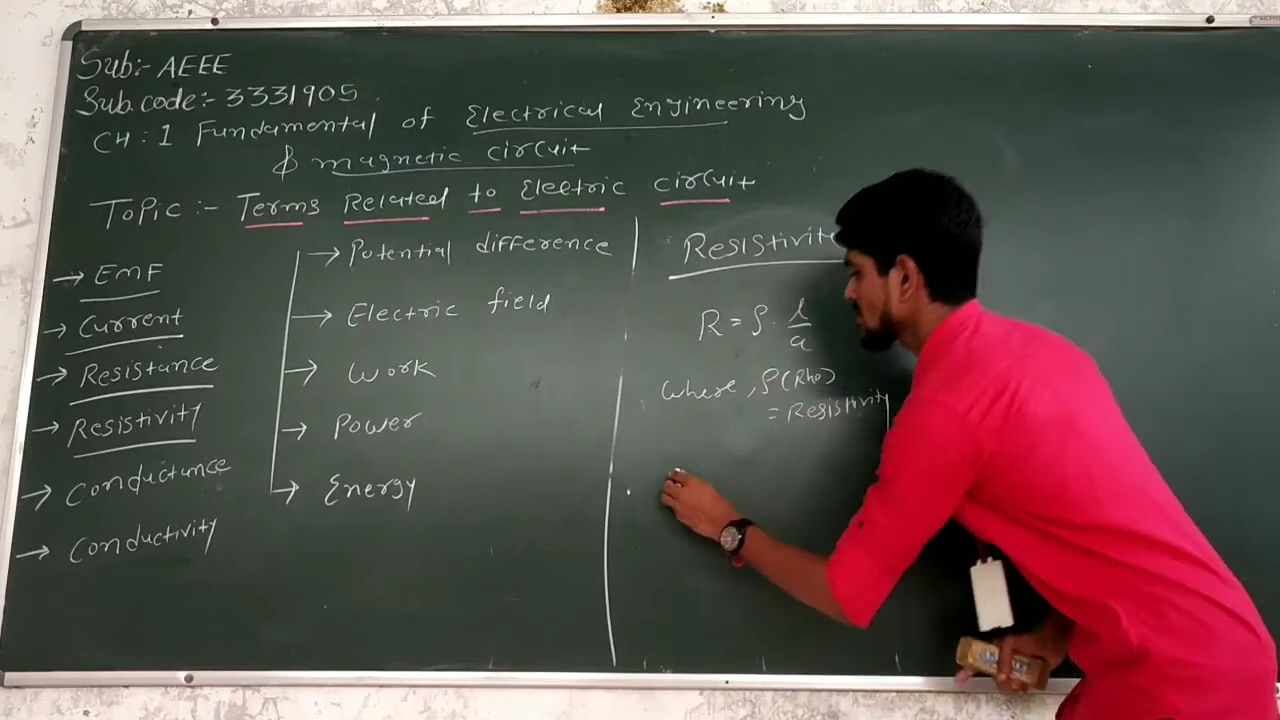 Sub:- AEEE
Sub code:- 3331905
CH:1 Fundamental of Electrical Engineering
& magnetic circuit
Topic :- Terms Related to Electric circuit
→ EMF
→ Current
→ Resistance
→ Resistivity
→ Conductance
→ Conductivity
→ Potential difference
→ Electric field
→ Work
→ Power
→ Energy
Resistivity
R = ρ · l/a
Where, ρ (Rho)
= Resistivity